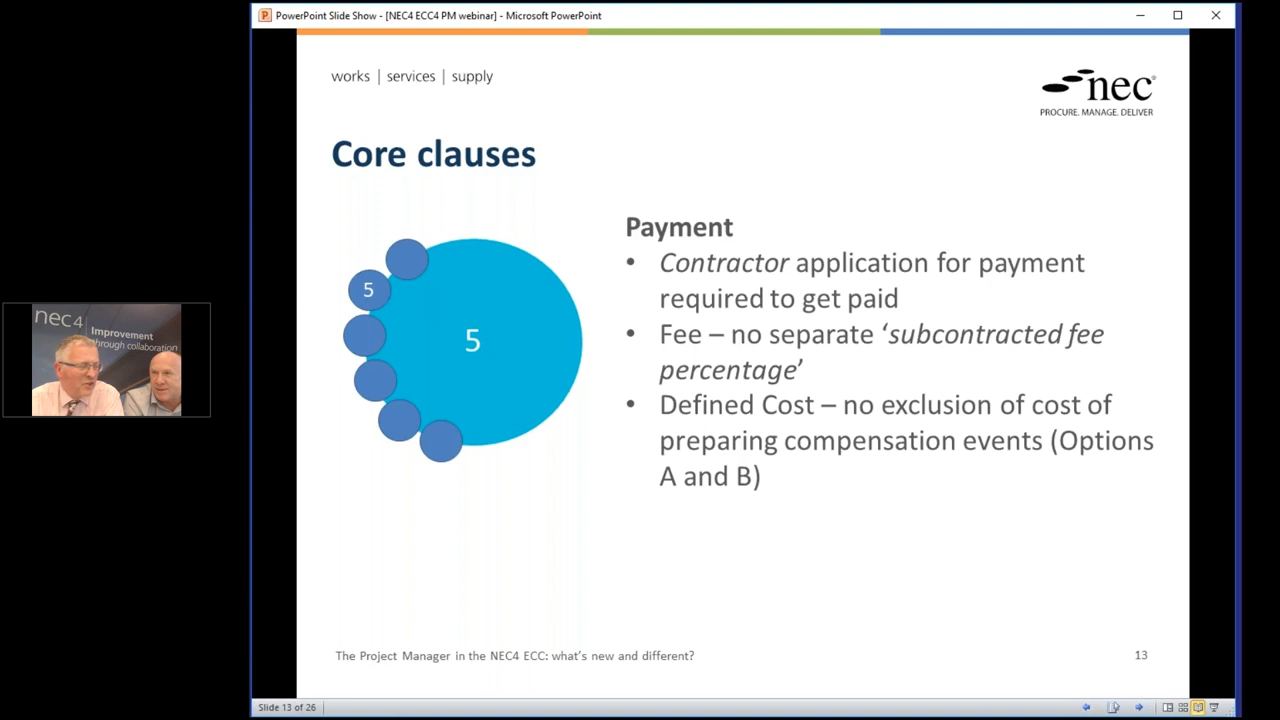 PowerPoint Slide Show - [NEC4 ECC4 PM webinar] - Microsoft PowerPoint
works | services | supply
nec®
PROCURE. MANAGE. DELIVER
Core clauses
Payment
• Contractor application for payment
required to get paid
• Fee – no separate ‘subcontracted fee
percentage’
• Defined Cost – no exclusion of cost of
preparing compensation events (Options
A and B)
5
5
nec4
Improvement
through collaboration
The Project Manager in the NEC4 ECC: what’s new and different?
13
Slide 13 of 26